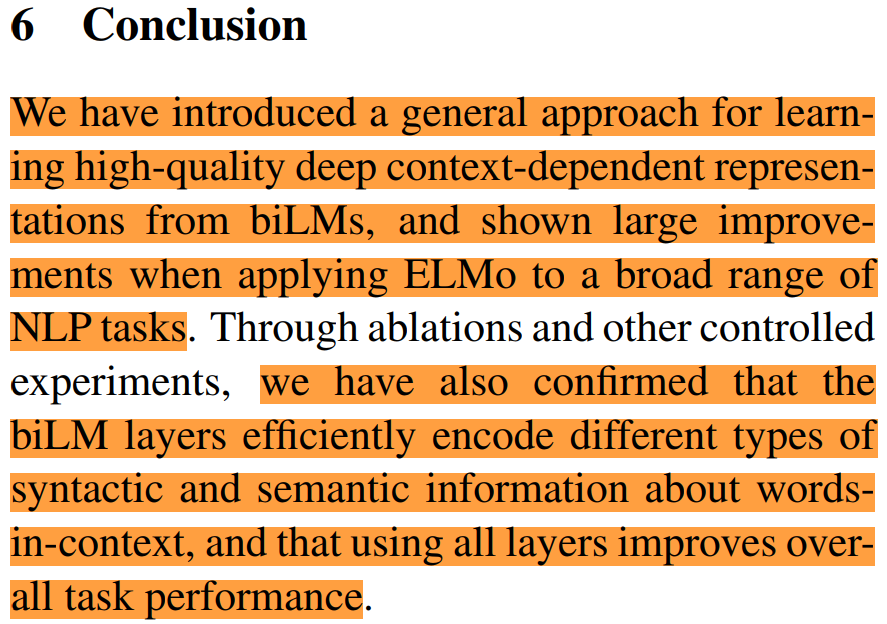 6 Conclusion
We have introduced a general approach for learn-
ing high-quality deep context-dependent represen-
tations from biLMs, and shown large improve-
ments when applying ELMo to a broad range of
NLP tasks. Through ablations and other controlled
experiments, we have also confirmed that the
biLM layers efficiently encode different types of
syntactic and semantic information about words-
in-context, and that using all layers improves over-
all task performance.